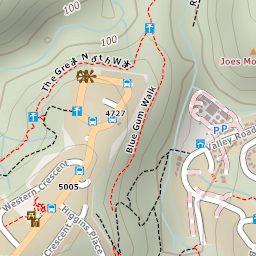 100
100
The Great North Walk
Joes Mo
4727
Blue Gum Walk
PP
Valley Road
Western Crescent
5005
Higgins Place
Crescent